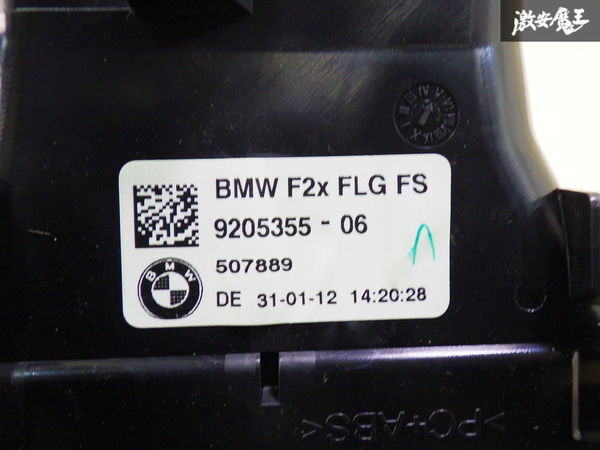 激安魔王
BMW F2x FLG FS
9205355 - 06
507889
BMW
DE 31-01-12 14:20:28
>PC+ABS<